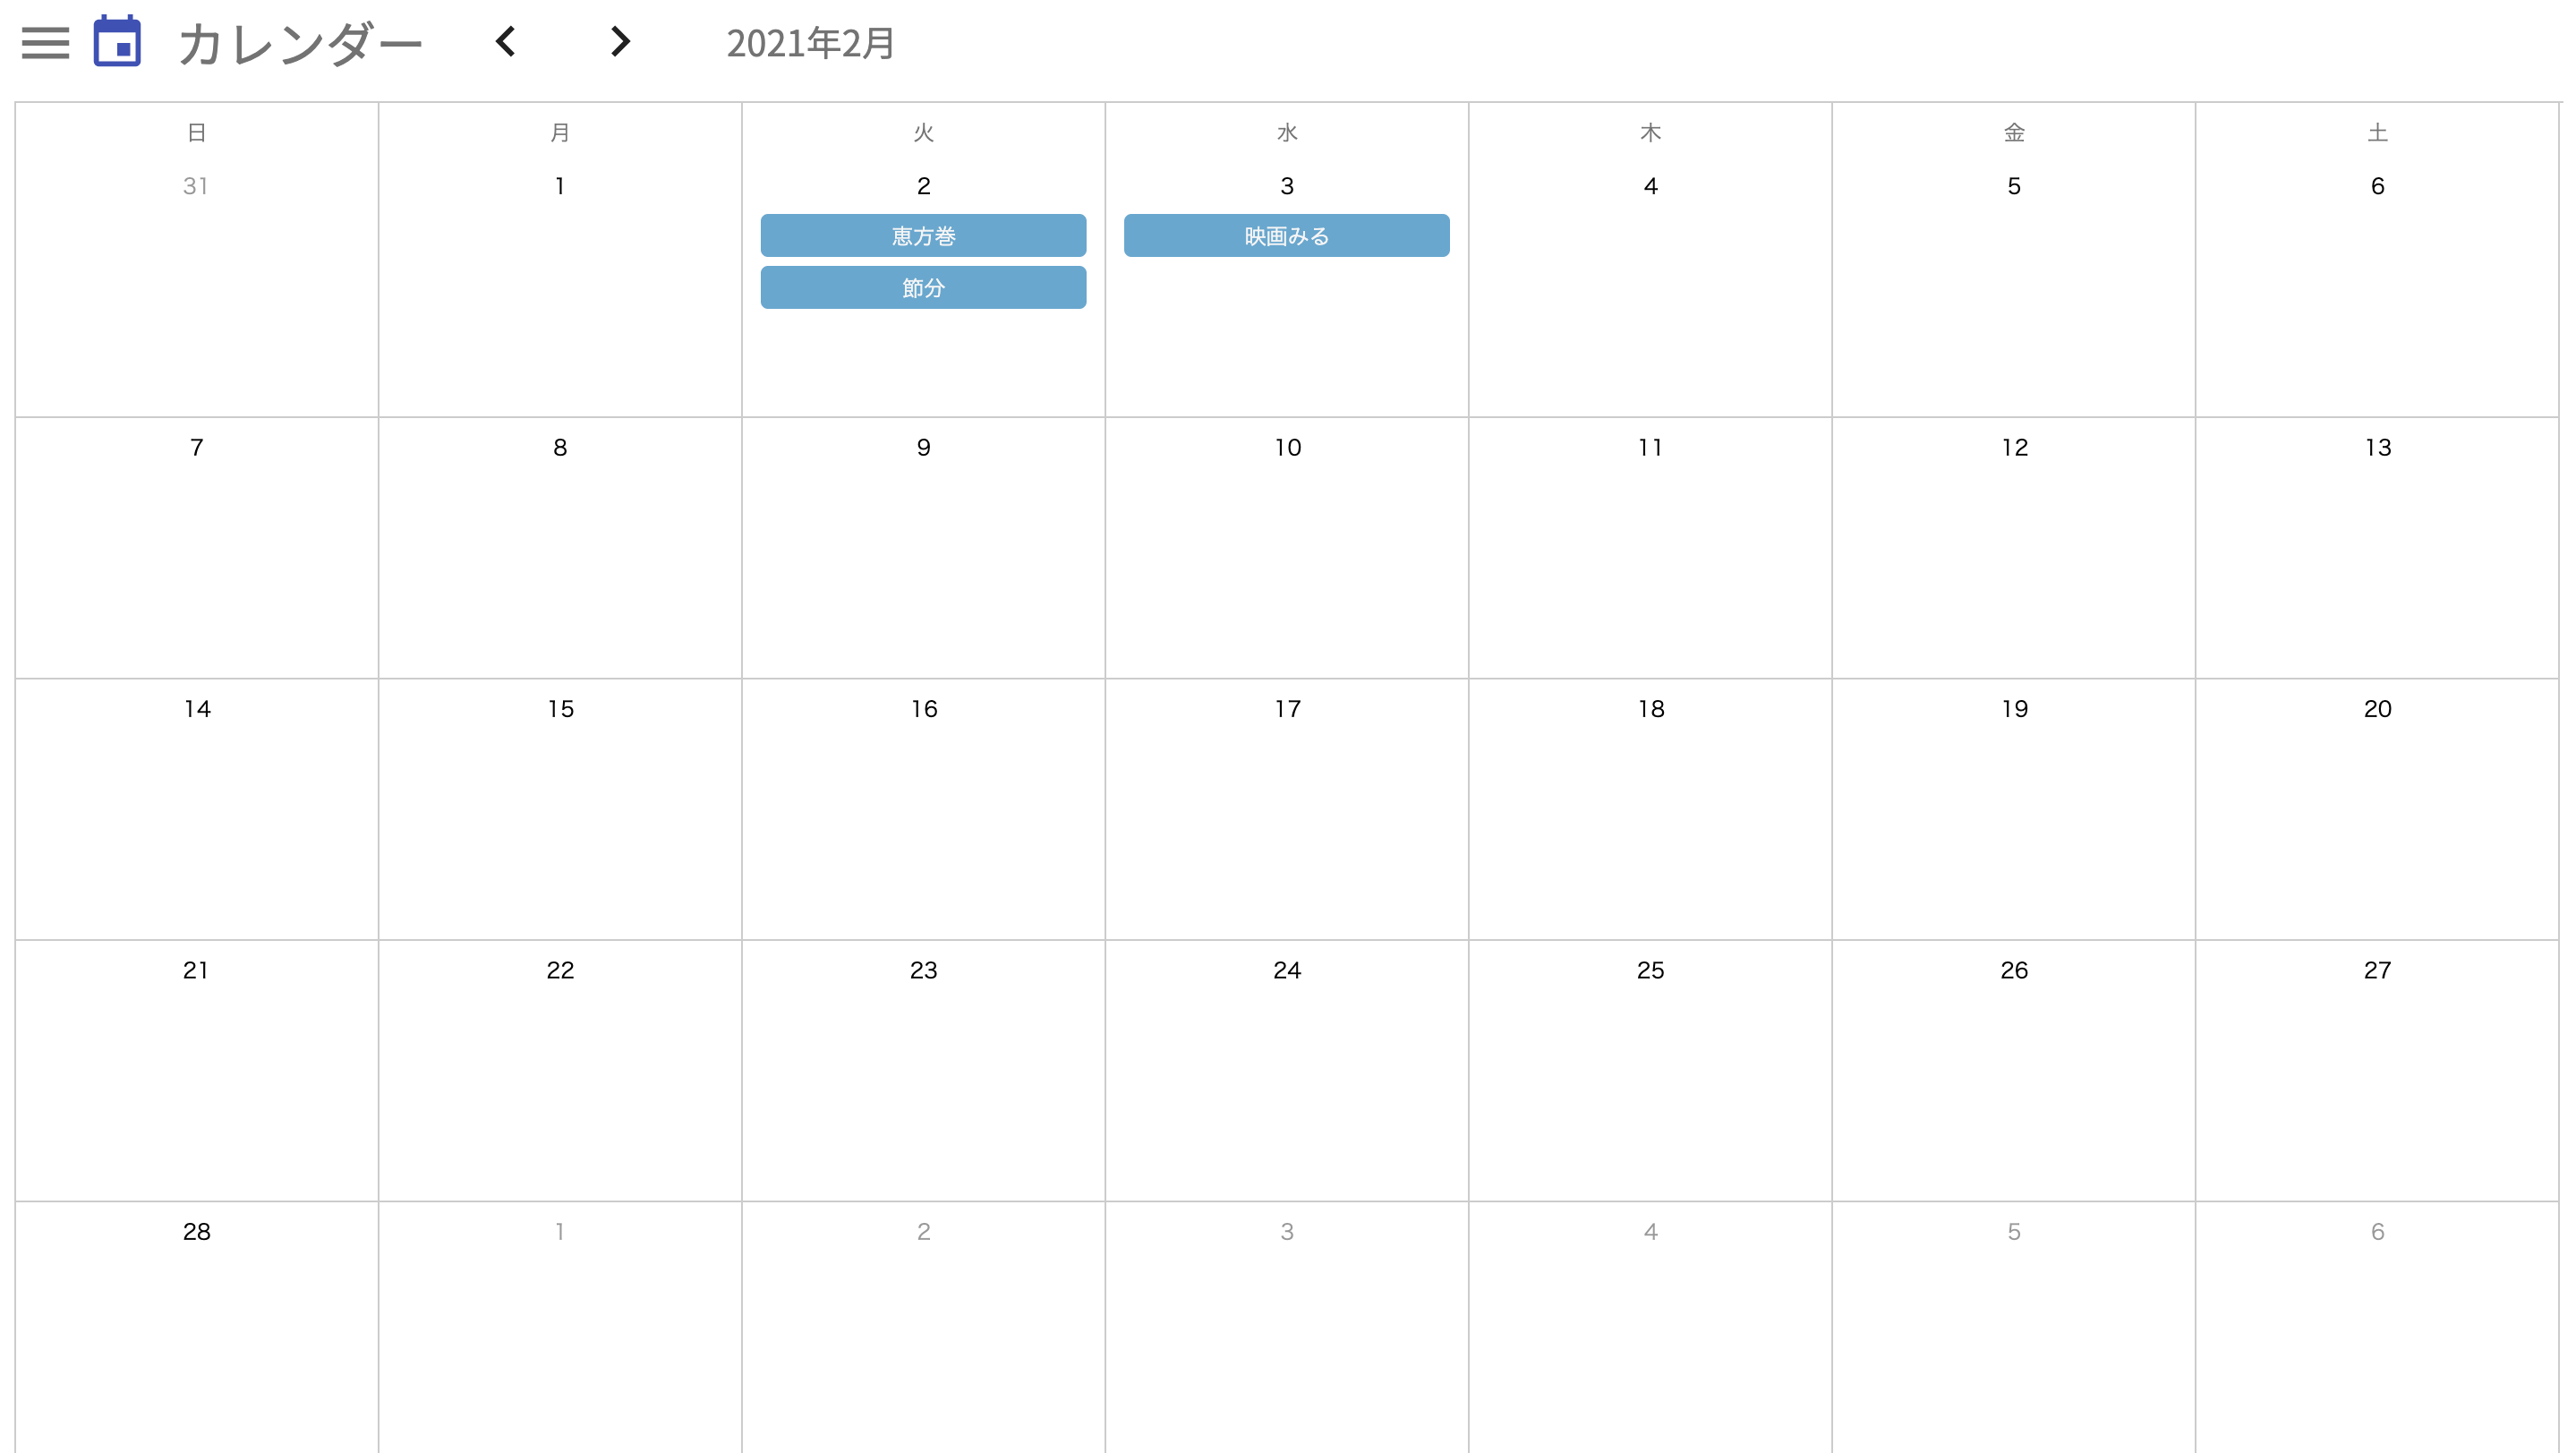 カレンダー 2021年2月
日 月 火 水 木 金 土
31 1 2 3 4 5 6
恵方巻 映画みる
節分
7 8 9 10 11 12 13
14 15 16 17 18 19 20
21 22 23 24 25 26 27
28 1 2 3 4 5 6